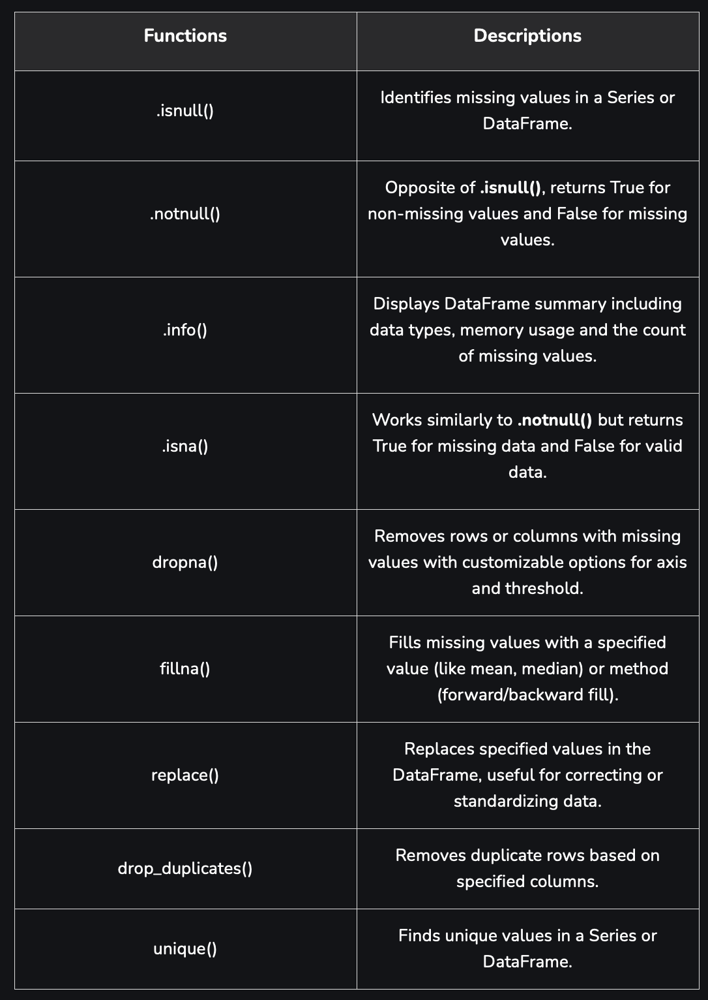 Functions
Descriptions
.isnull()
Identifies missing values in a Series or
DataFrame.
.notnull()
Opposite of .isnull(), returns True for
non-missing values and False for missing
values.
.info()
Displays DataFrame summary including
data types, memory usage and the count
of missing values.
.isna()
Works similarly to .notnull() but returns
True for missing data and False for valid
data.
dropna()
Removes rows or columns with missing
values with customizable options for axis
and threshold.
fillna()
Fills missing values with a specified
value (like mean, median) or method
(forward/backward fill).
replace()
Replaces specified values in the
DataFrame, useful for correcting or
standardizing data.
drop_duplicates()
Removes duplicate rows based on
specified columns.
unique()
Finds unique values in a Series or
DataFrame.